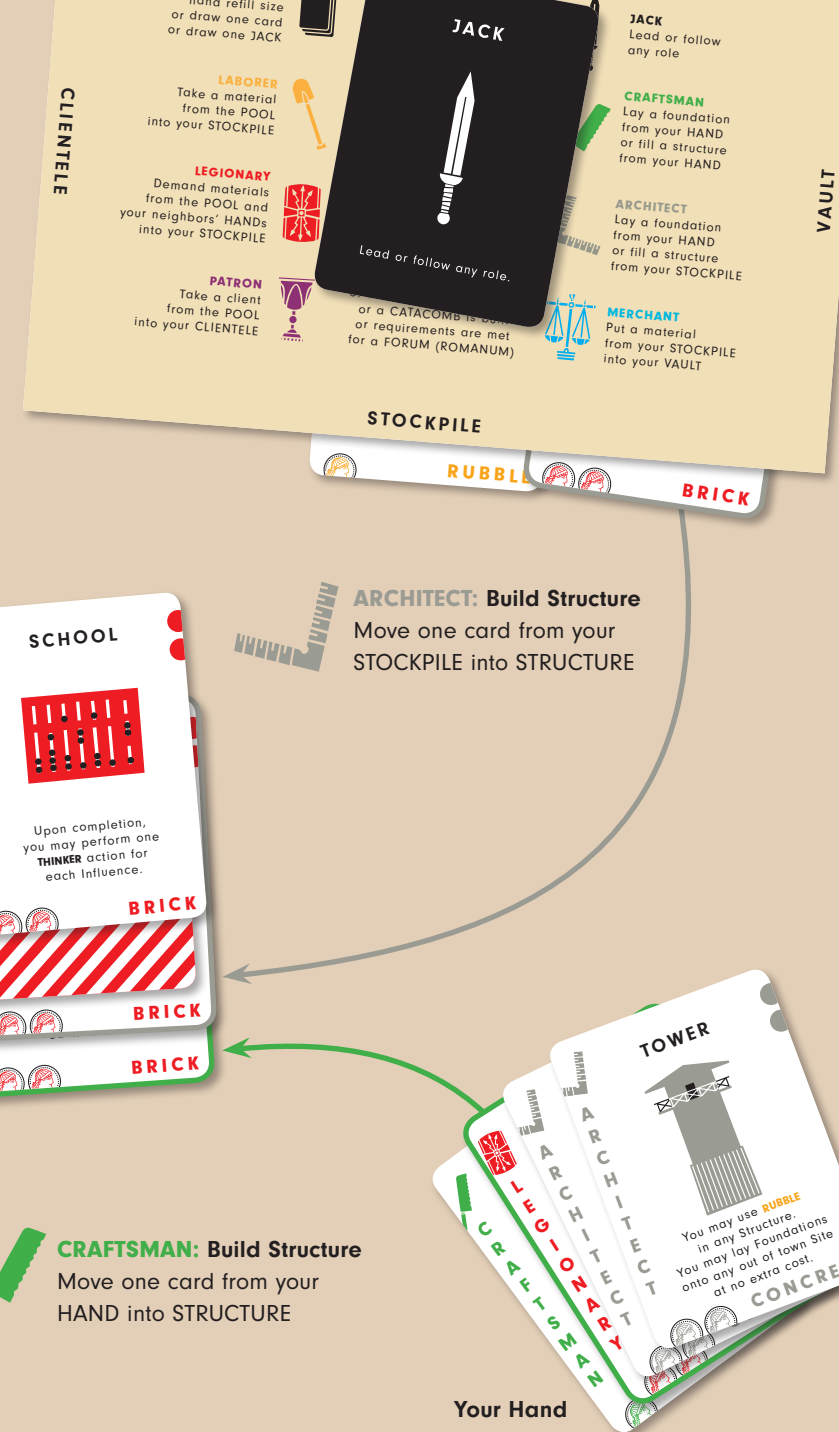 hand refill size
or draw one card
or draw one JACK
LABORER
Take a material
from the POOL
into your STOCKPILE
LEGIONARY
Demand materials
from the POOL and
your neighbors' HANDs
into your STOCKPILE
PATRON
Take a client
from the POOL
into your CLIENTELE
CLIENTELE
JACK
Lead or follow any role.
or a CATACOMB is
or requirements are met
for a FORUM (ROMANUM)
JACK
Lead or follow
any role
CRAFTSMAN
Lay a foundation
from your HAND
or fill a structure
from your HAND
ARCHITECT
Lay a foundation
from your HAND
or fill a structure
from your STOCKPILE
MERCHANT
Put a material
from your STOCKPILE
into your VAULT
VAULT
STOCKPILE
RUBBLE
BRICK
ARCHITECT: Build Structure
Move one card from your
STOCKPILE into STRUCTURE
SCHOOL
Upon completion,
you may perform one
THINKER action for
each Influence.
BRICK
BRICK
BRICK
CRAFTSMAN: Build Structure
Move one card from your
HAND into STRUCTURE
CRAFTSMAN
LEGIONARY
ARCHITECT
ARCHITECT
TOWER
You may use RUBBLE
in any Structure.
You may lay Foundations
onto any out of town Site
at no extra cost.
CONCRE
Your Hand